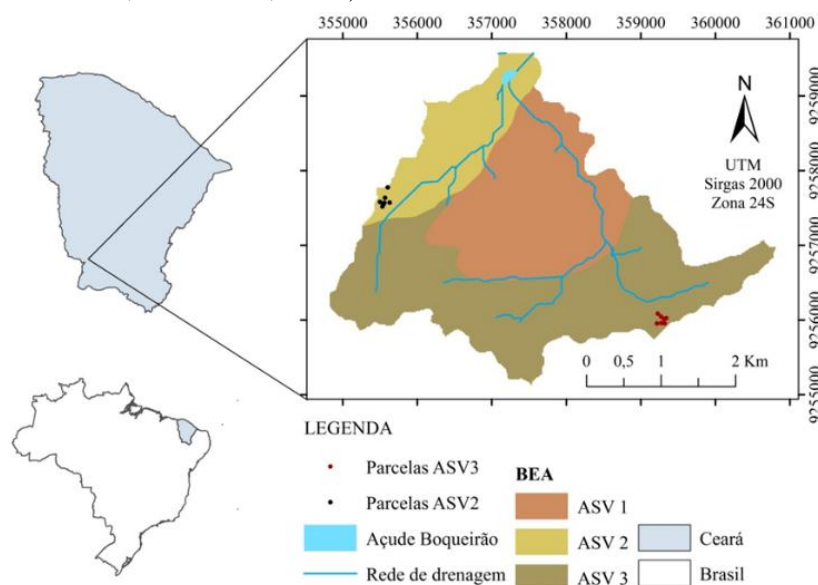 355000 356000 357000 358000 359000 360000 361000
9259000
9258000
9257000
9256000
9255000
N
UTM
Sirgas 2000
Zona 24S
0 0,5 1 2 Km
LEGENDA
Parcelas ASV3
Parcelas ASV2
Açude Boqueirão
Rede de drenagem
BEA
ASV 1
ASV 2
ASV 3
Ceará
Brasil